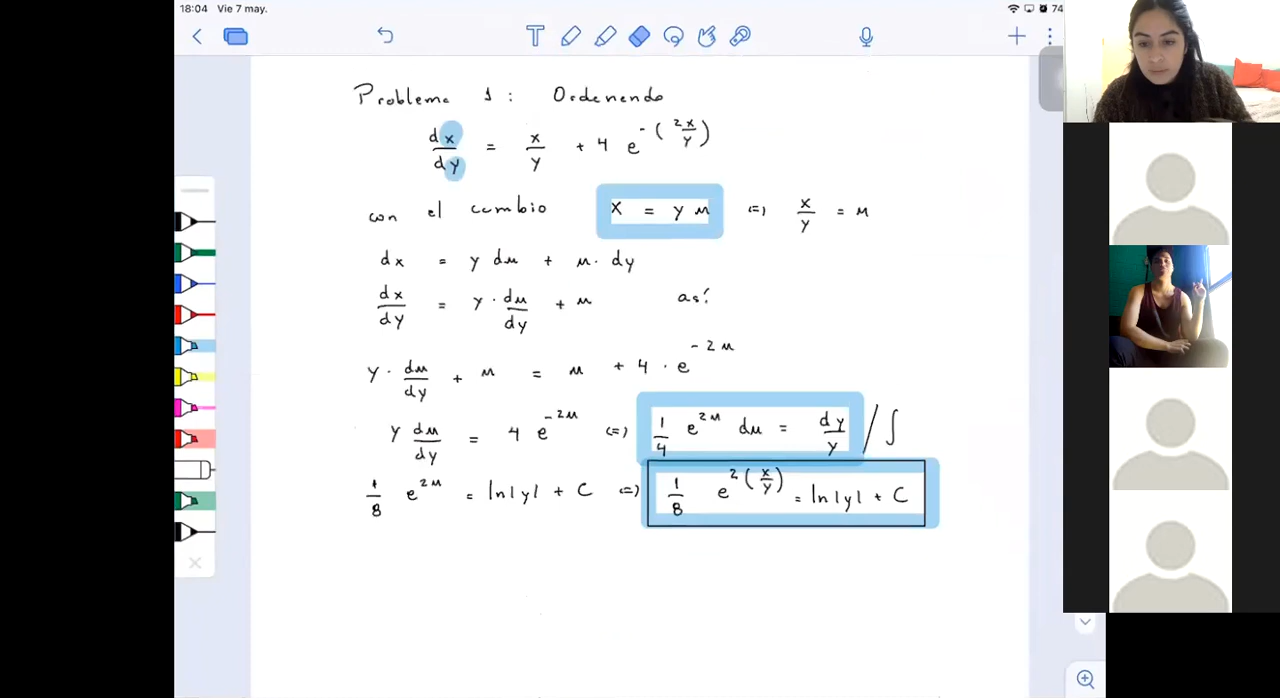 18:04 Vie 7 may.
74
T
Problema 1 : Ordenando
dx/dy = x/y + 4 e^-(2x/y)
con el cambio x = y u (=) x/y = u
dx = y du + u · dy
dx/dy = y · du/dy + u así
y · du/dy + u = u + 4 · e^-2u
y du/dy = 4 e^-2u (=) 1/4 e^2u du = dy/y / ∫
1/8 e^2u = ln|y| + C (=) 1/8 e^2(x/y) = ln|y| + C